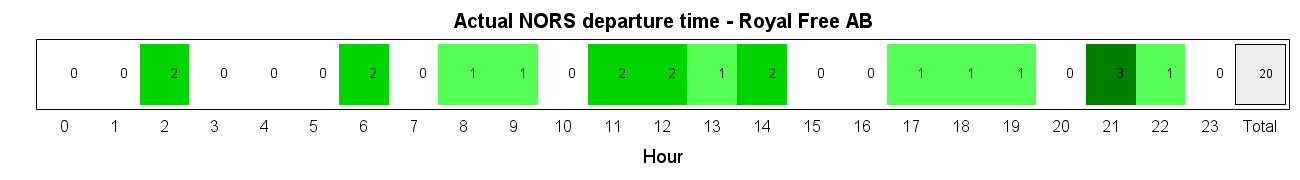 Actual NORS departure time - Royal Free AB
0 0 2 0 0 0 2 0 1 1 0 2 2 1 2 0 0 1 1 1 0 3 1 0 20
0 1 2 3 4 5 6 7 8 9 10 11 12 13 14 15 16 17 18 19 20 21 22 23 Total
Hour